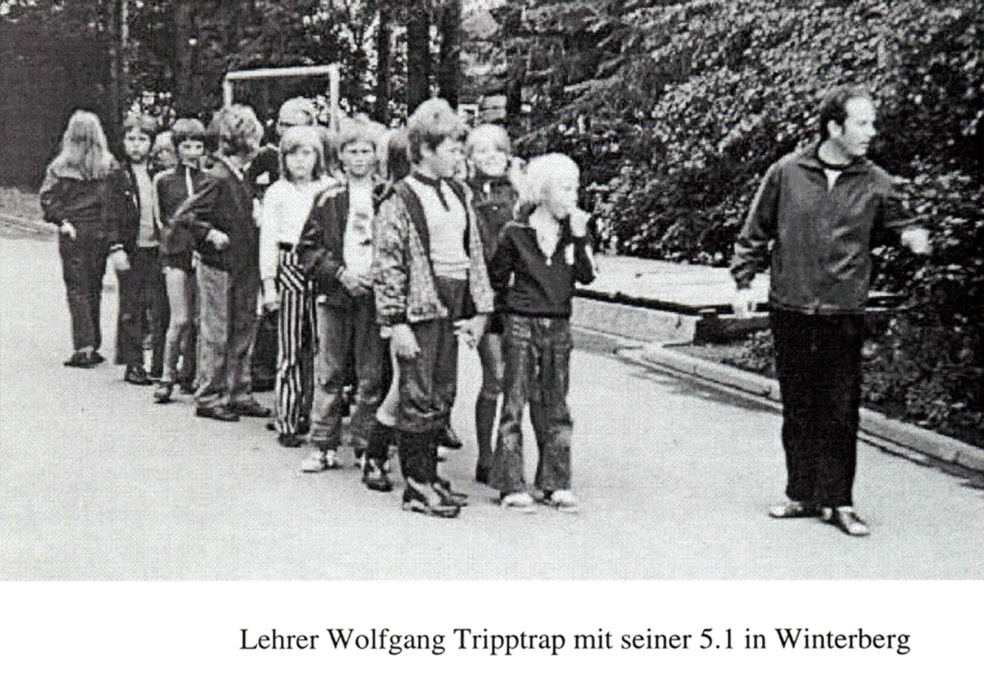 Lehrer Wolfgang Tripptrap mit seiner 5.1 in Winterberg